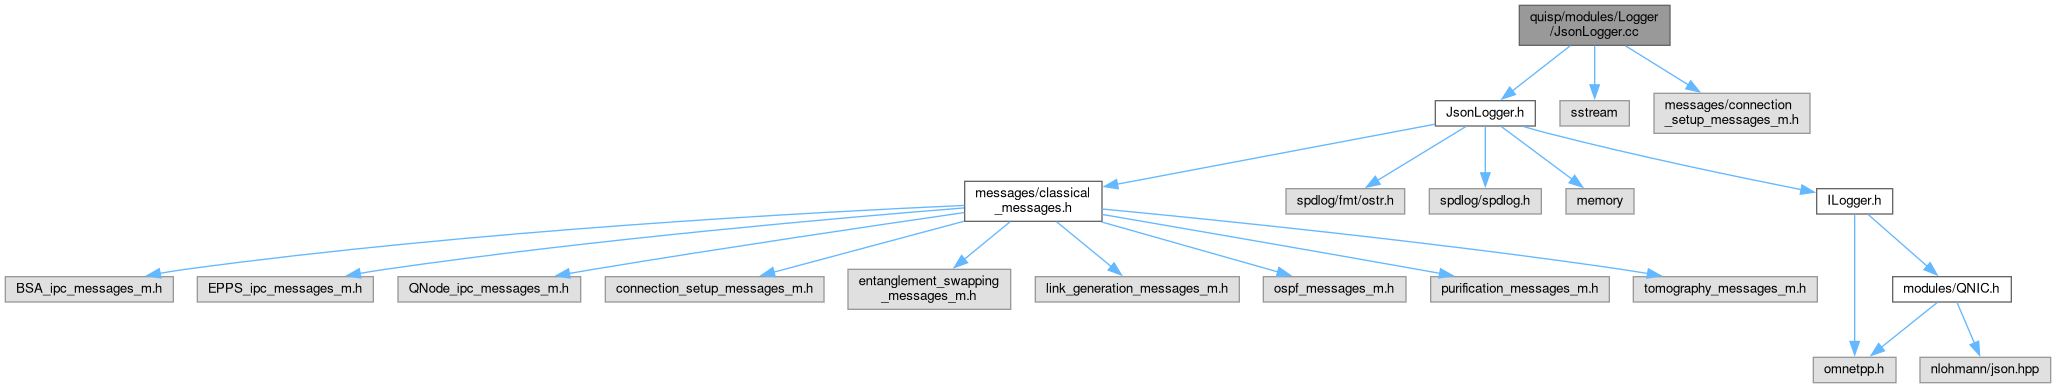 quisp/modules/Logger
/JsonLogger.cc
JsonLogger.h
sstream
messages/connection
_setup_messages_m.h
messages/classical
_messages.h
spdlog/fmt/ostr.h
spdlog/spdlog.h
memory
ILogger.h
BSA_ipc_messages_m.h
EPPS_ipc_messages_m.h
QNode_ipc_messages_m.h
connection_setup_messages_m.h
entanglement_swapping
_messages_m.h
link_generation_messages_m.h
ospf_messages_m.h
purification_messages_m.h
tomography_messages_m.h
modules/QNIC.h
omnetpp.h
nlohmann/json.hpp